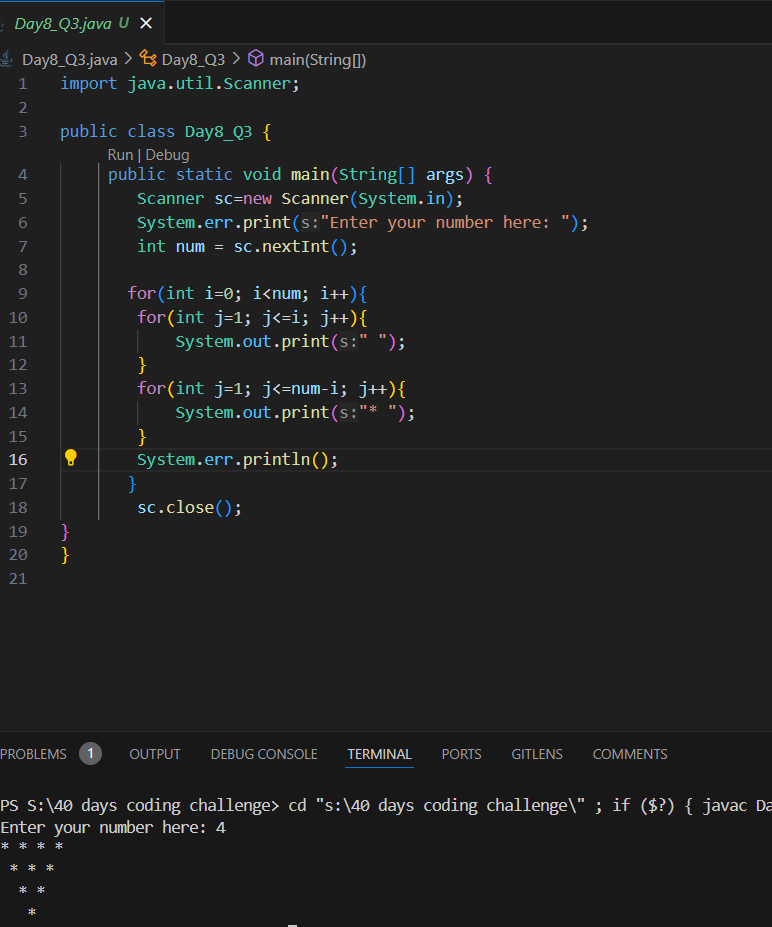 Day8_Q3.java U ✕
Day8_Q3.java > Day8_Q3 > main(String[])
1 import java.util.Scanner;
2
3 public class Day8_Q3 {
Run | Debug
4 public static void main(String[] args) {
5 Scanner sc=new Scanner(System.in);
6 System.err.print(s:"Enter your number here: ");
7 int num = sc.nextInt();
8
9 for(int i=0; i<num; i++){
10 for(int j=1; j<=i; j++){
11 System.out.print(s:" ");
12 }
13 for(int j=1; j<=num-i; j++){
14 System.out.print(s:"* ");
15 }
16 System.err.println();
17 }
18 sc.close();
19 }
20 }
21
PROBLEMS 1 OUTPUT DEBUG CONSOLE TERMINAL PORTS GITLENS COMMENTS
PS S:\40 days coding challenge> cd "s:\40 days coding challenge\" ; if ($?) { javac Da
Enter your number here: 4
* * * *
 * * *
  * *
   *